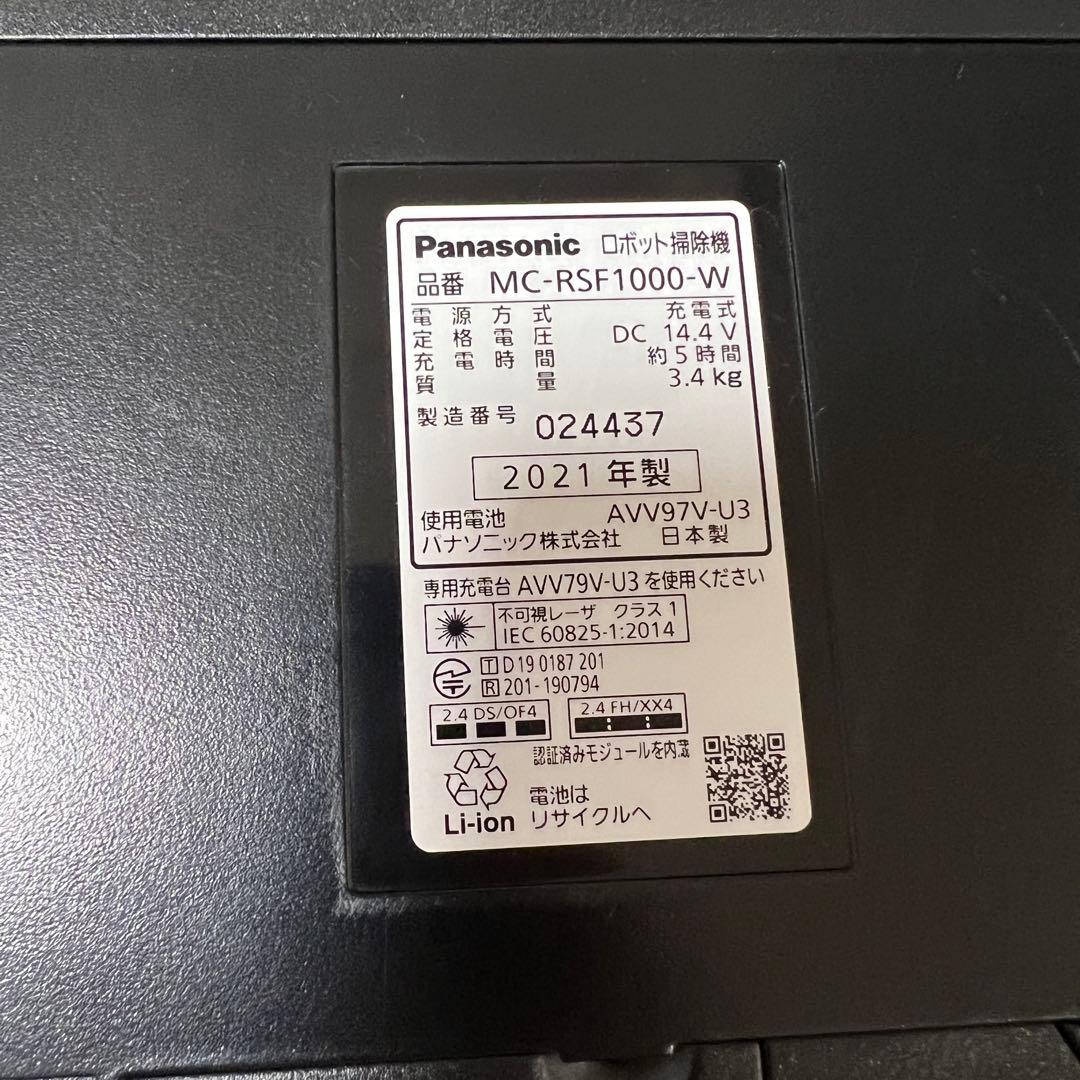 Panasonic ロボット掃除機
品番 MC-RSF1000-W
電源方式 充電式
定格電圧 DC 14.4 V
充電時間 約5時間
質量 3.4 kg
製造番号 024437
2021 年製
使用電池 AVV97V-U3
パナソニック株式会社 日本製
専用充電台 AVV79V-U3 を使用ください
不可視レーザ クラス 1
IEC 60825-1:2014
T D 19 0187 201
R 201-190794
2.4 DS/OF4 2.4 FH/XX4
認証済みモジュールを内蔵
電池は
Li-ion リサイクルへ